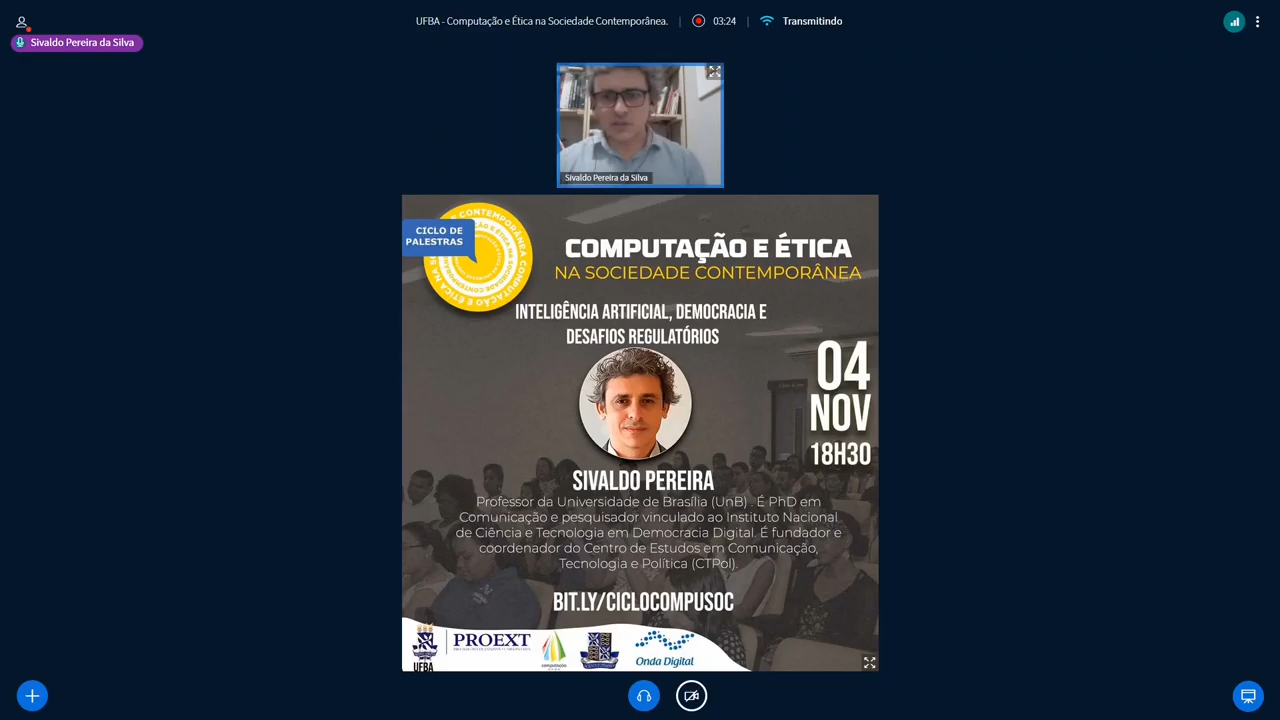 UFBA - Computação e Ética na Sociedade Contemporânea.
03:24
Transmitindo
Sivaldo Pereira da Silva
Sivaldo Pereira da Silva
CICLO DE
PALESTRAS
COMPUTAÇÃO E ÉTICA
NA SOCIEDADE CONTEMPORÂNEA
INTELIGÊNCIA ARTIFICIAL, DEMOCRACIA E
DESAFIOS REGULATÓRIOS
04
NOV
18H30
SIVALDO PEREIRA
Professor da Universidade de Brasília (UnB) . É PhD em
Comunicação e pesquisador vinculado ao Instituto Nacional
de Ciência e Tecnologia em Democracia Digital. É fundador e
coordenador do Centro de Estudos em Comunicação,
Tecnologia e Política (CTPol).
BIT.LY/CICLOCOMPUSOC
UFBA
PROEXT
computação
Onda Digital